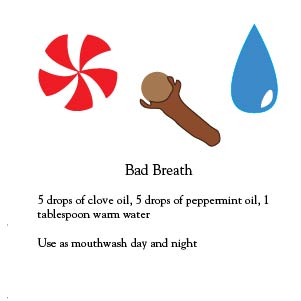 Bad Breath
5 drops of clove oil, 5 drops of peppermint oil, 1
tablespoon warm water
Use as mouthwash day and night